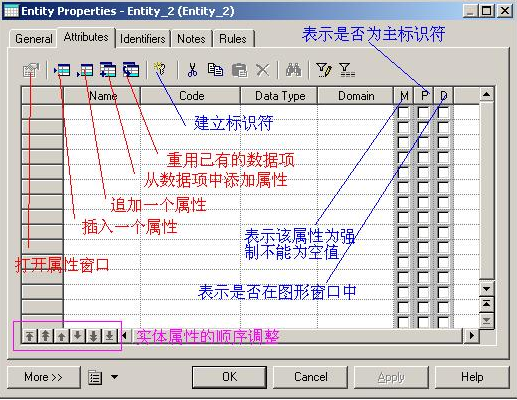 Entity Properties - Entity_2 (Entity_2)
General
Attributes
Identifiers
Notes
Rules
表示是否为主标识符
Name
Code
Data Type
Domain
M
P
D
建立标识符
重用已有的数据项
从数据项中添加属性
追加一个属性
插入一个属性
打开属性窗口
表示该属性为强
制不能为空值
表示是否在图形窗口中
实体属性的顺序调整
More >>
OK
Cancel
Apply
Help